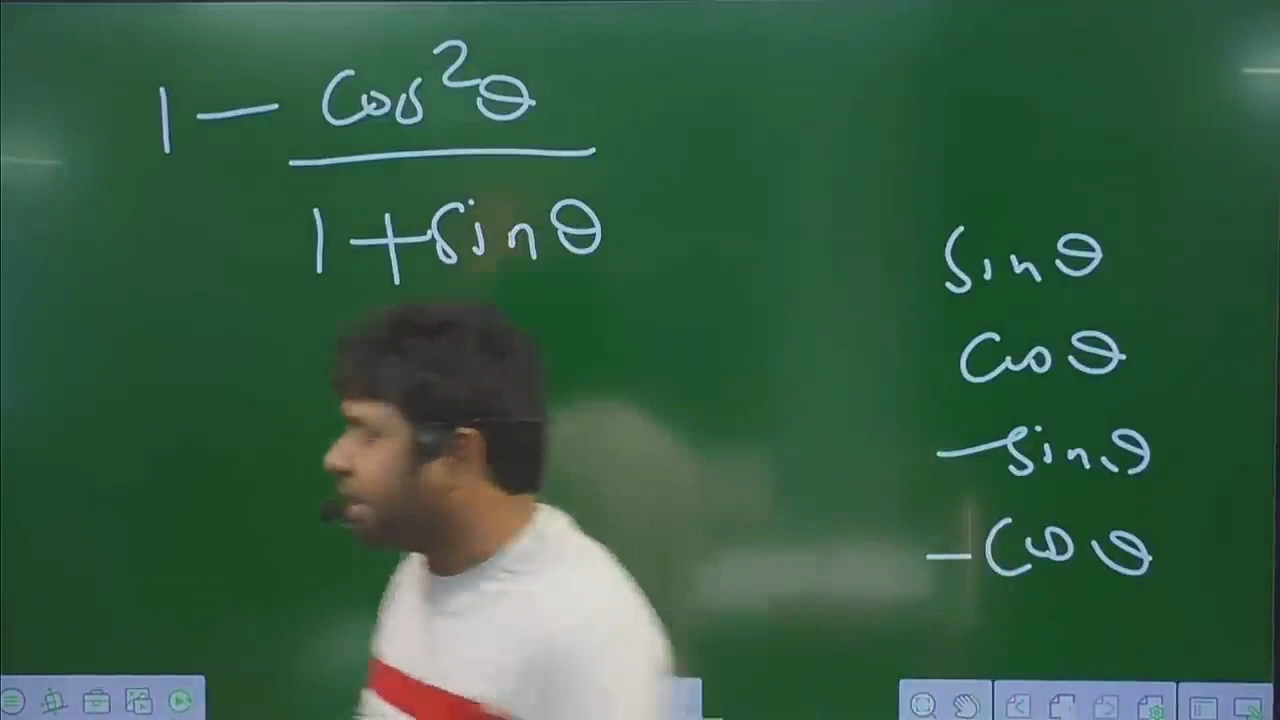 1 - cos²θ
1 + sinθ
sinθ
cosθ
-sinθ
-cosθ